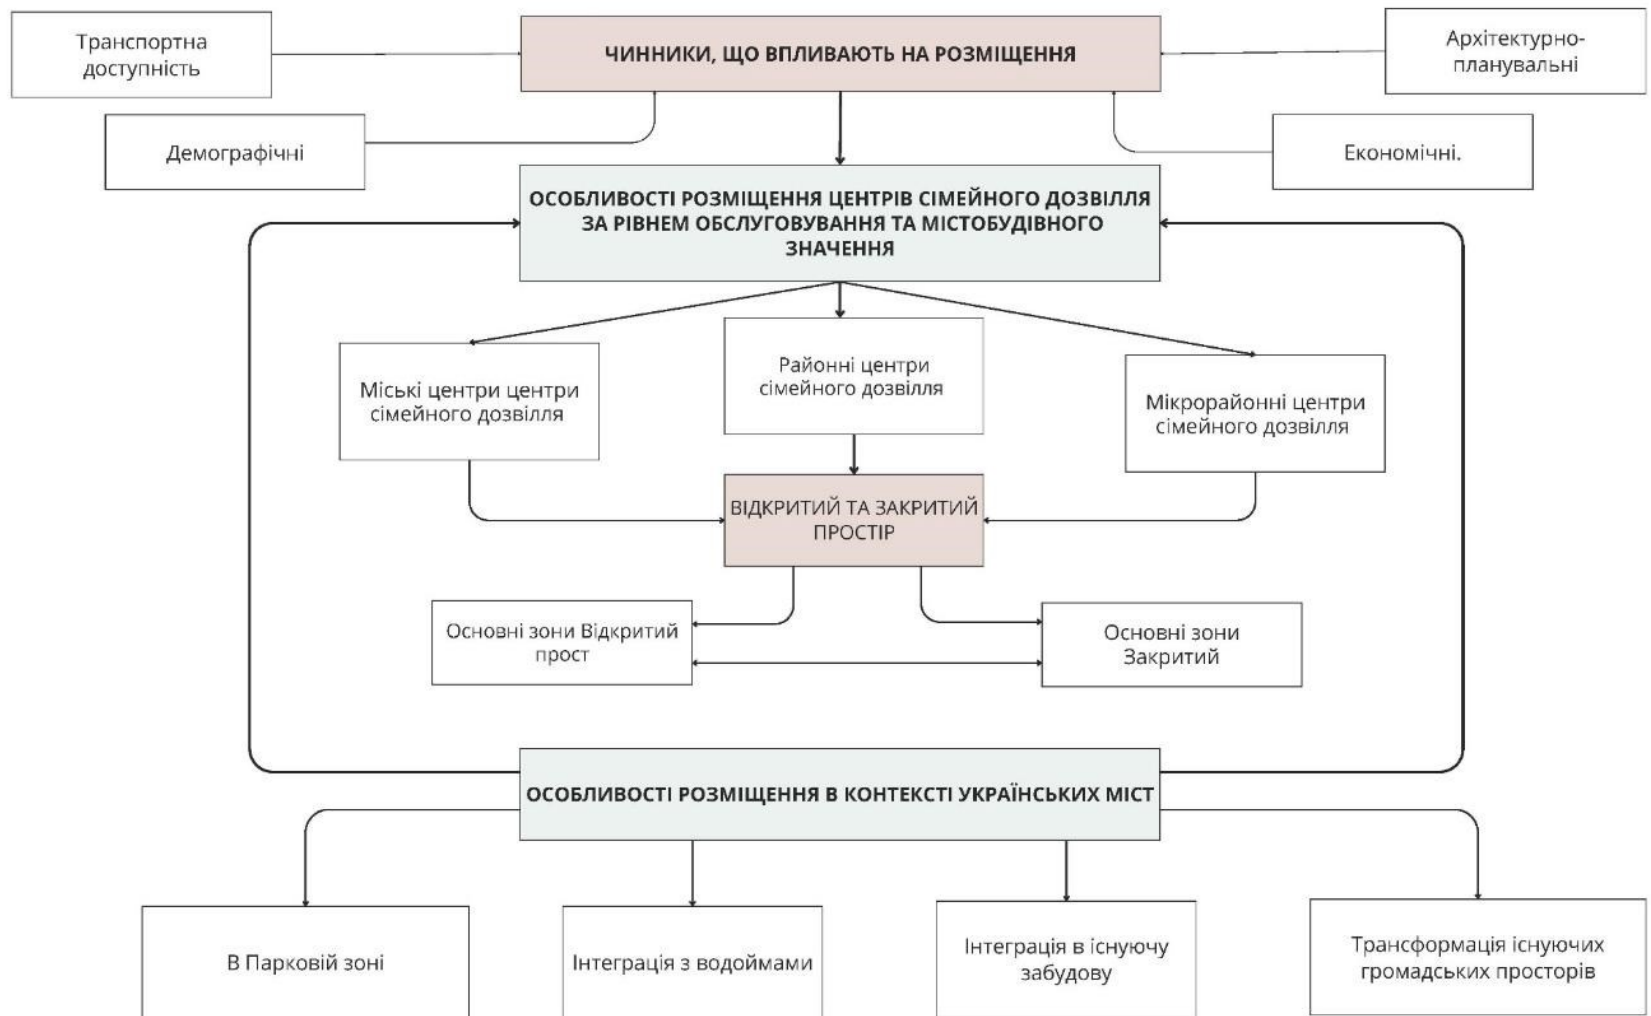 Транспортна
доступність
ЧИННИКИ, ЩО ВПЛИВАЮТЬ НА РОЗМІЩЕННЯ
Архітектурно-
планувальні
Демографічні
Економічні.
ОСОБЛИВОСТІ РОЗМІЩЕННЯ ЦЕНТРІВ СІМЕЙНОГО ДОЗВІЛЛЯ
ЗА РІВНЕМ ОБСЛУГОВУВАННЯ ТА МІСТОБУДІВНОГО
ЗНАЧЕННЯ
Міські центри центри
сімейного дозвілля
Районні центри
сімейного дозвілля
Мікрорайонні центри
сімейного дозвілля
ВІДКРИТИЙ ТА ЗАКРИТИЙ
ПРОСТІР
Основні зони Відкритий
прост
Основні зони
Закритий
ОСОБЛИВОСТІ РОЗМІЩЕННЯ В КОНТЕКСТІ УКРАЇНСЬКИХ МІСТ
В Парковій зоні
Інтеграція з водоймами
Інтеграція в існуючу
забудову
Трансформація існуючих
громадських просторів